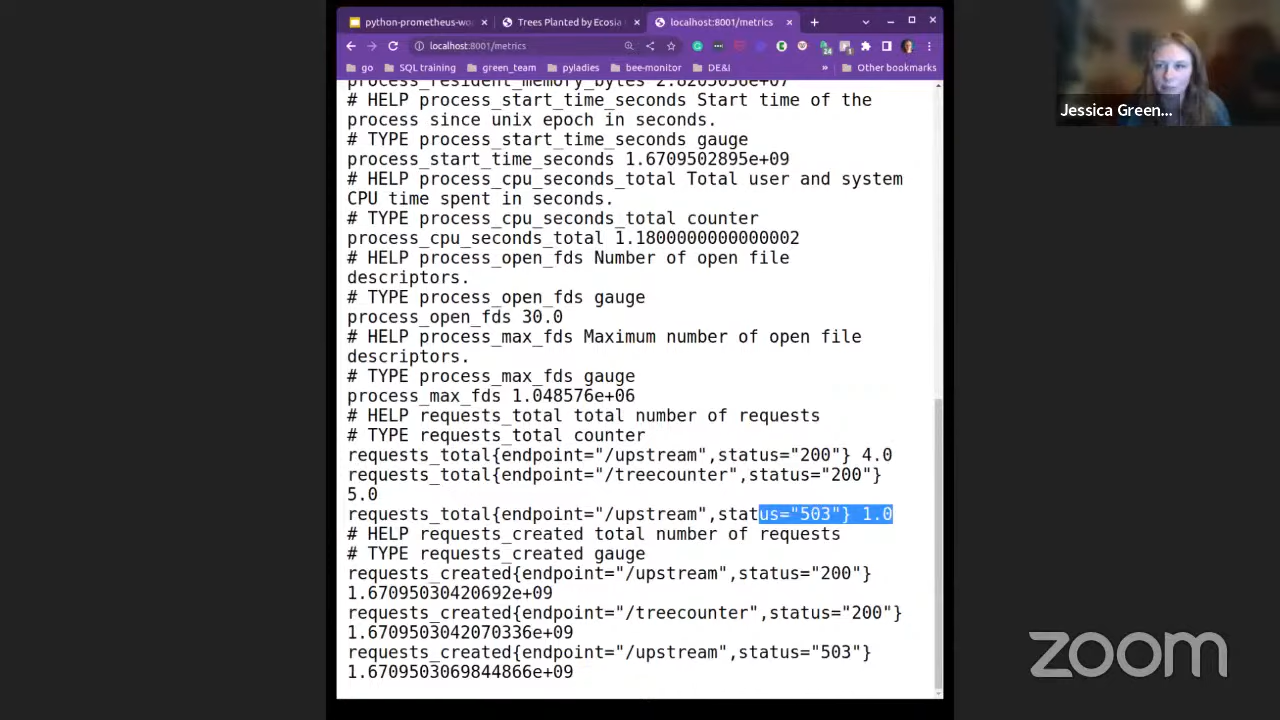 python-prometheus-wo
Trees Planted by Ecosia
localhost:8001/metrics
localhost:8001/metrics
24
go
SQL training
green_team
pyladies
bee-monitor
DE&I
»
Other bookmarks
process_resident_memory_bytes 2.8205056e+07
# HELP process_start_time_seconds Start time of the
process since unix epoch in seconds.
# TYPE process_start_time_seconds gauge
process_start_time_seconds 1.6709502895e+09
# HELP process_cpu_seconds_total Total user and system
CPU time spent in seconds.
# TYPE process_cpu_seconds_total counter
process_cpu_seconds_total 1.1800000000000002
# HELP process_open_fds Number of open file
descriptors.
# TYPE process_open_fds gauge
process_open_fds 30.0
# HELP process_max_fds Maximum number of open file
descriptors.
# TYPE process_max_fds gauge
process_max_fds 1.048576e+06
# HELP requests_total total number of requests
# TYPE requests_total counter
requests_total{endpoint="/upstream",status="200"} 4.0
requests_total{endpoint="/treecounter",status="200"}
5.0
requests_total{endpoint="/upstream",status="503"} 1.0
# HELP requests_created total number of requests
# TYPE requests_created gauge
requests_created{endpoint="/upstream",status="200"}
1.67095030420692e+09
requests_created{endpoint="/treecounter",status="200"}
1.6709503042070336e+09
requests_created{endpoint="/upstream",status="503"}
1.6709503069844866e+09
Jessica Green...
zoom